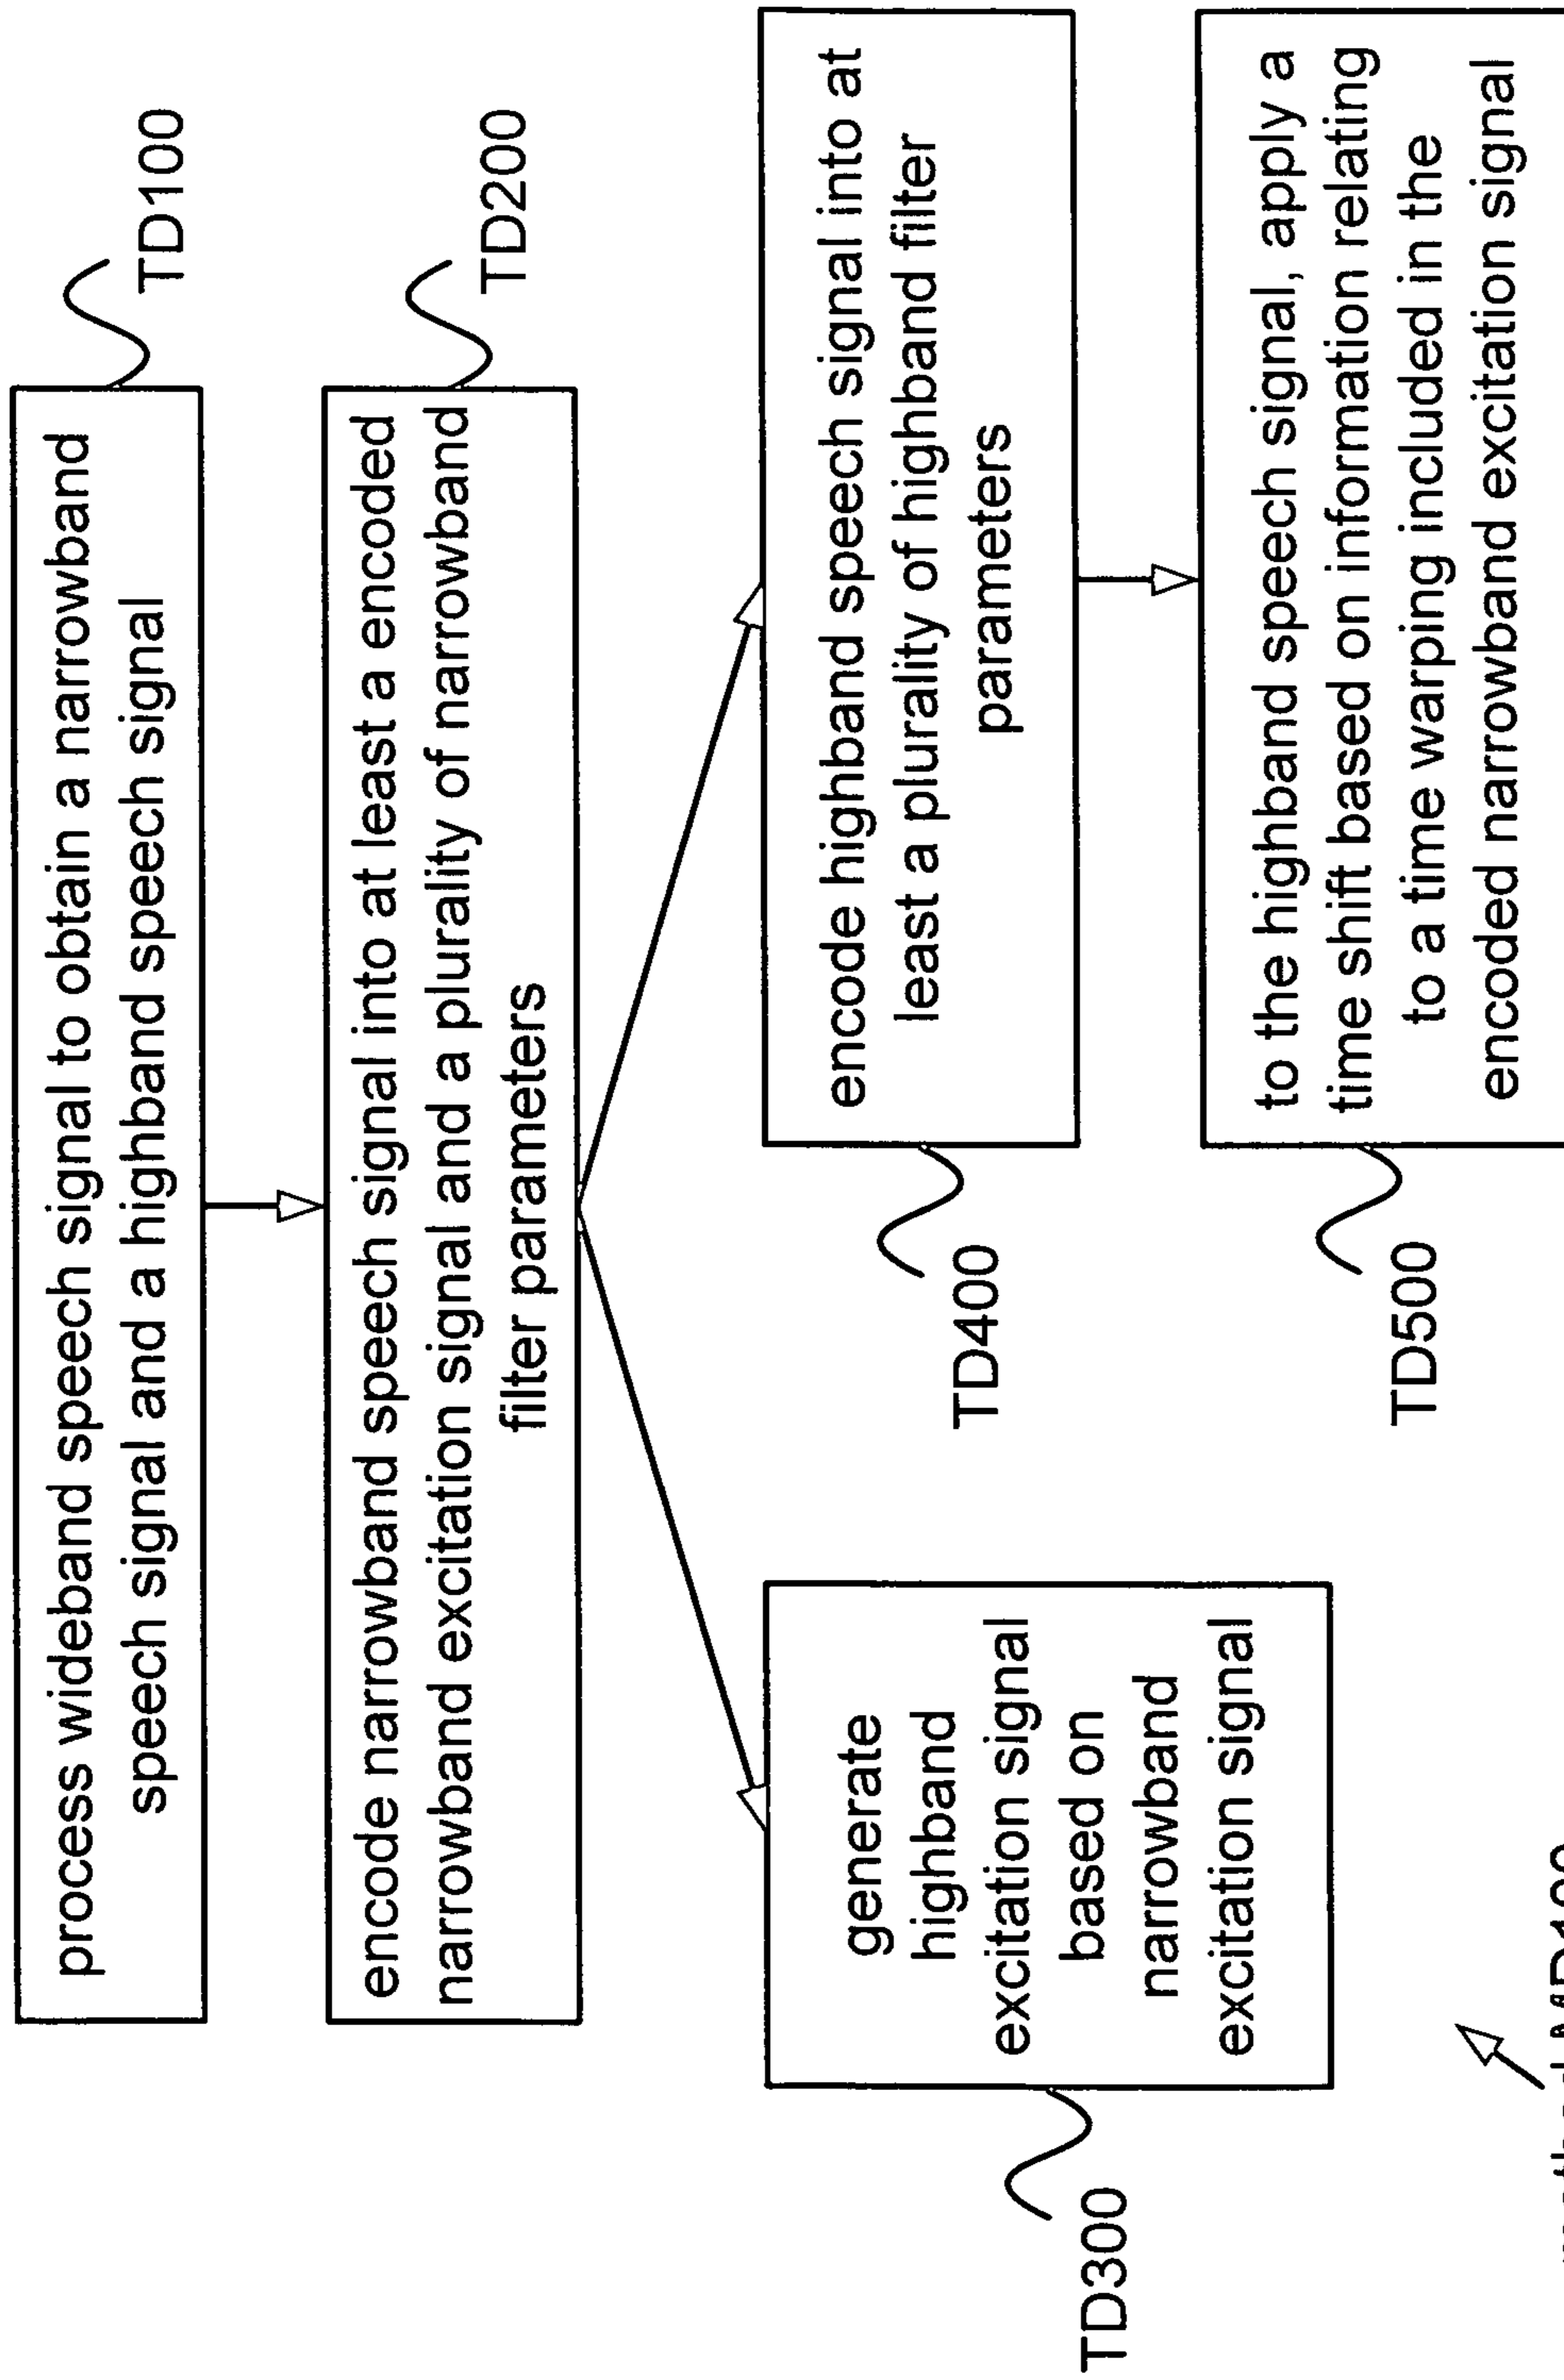 process wideband speech signal to obtain a narrowband
speech signal and a highband speech signal
TD100
encode narrowband speech signal into at least a encoded
narrowband excitation signal and a plurality of narrowband
filter parameters
TD200
generate
highband
excitation signal
based on
narrowband
excitation signal
TD300
encode highband speech signal into at
least a plurality of highband filter
parameters
TD400
to the highband speech signal, apply a
time shift based on information relating
to a time warping included in the
encoded narrowband excitation signal
TD500